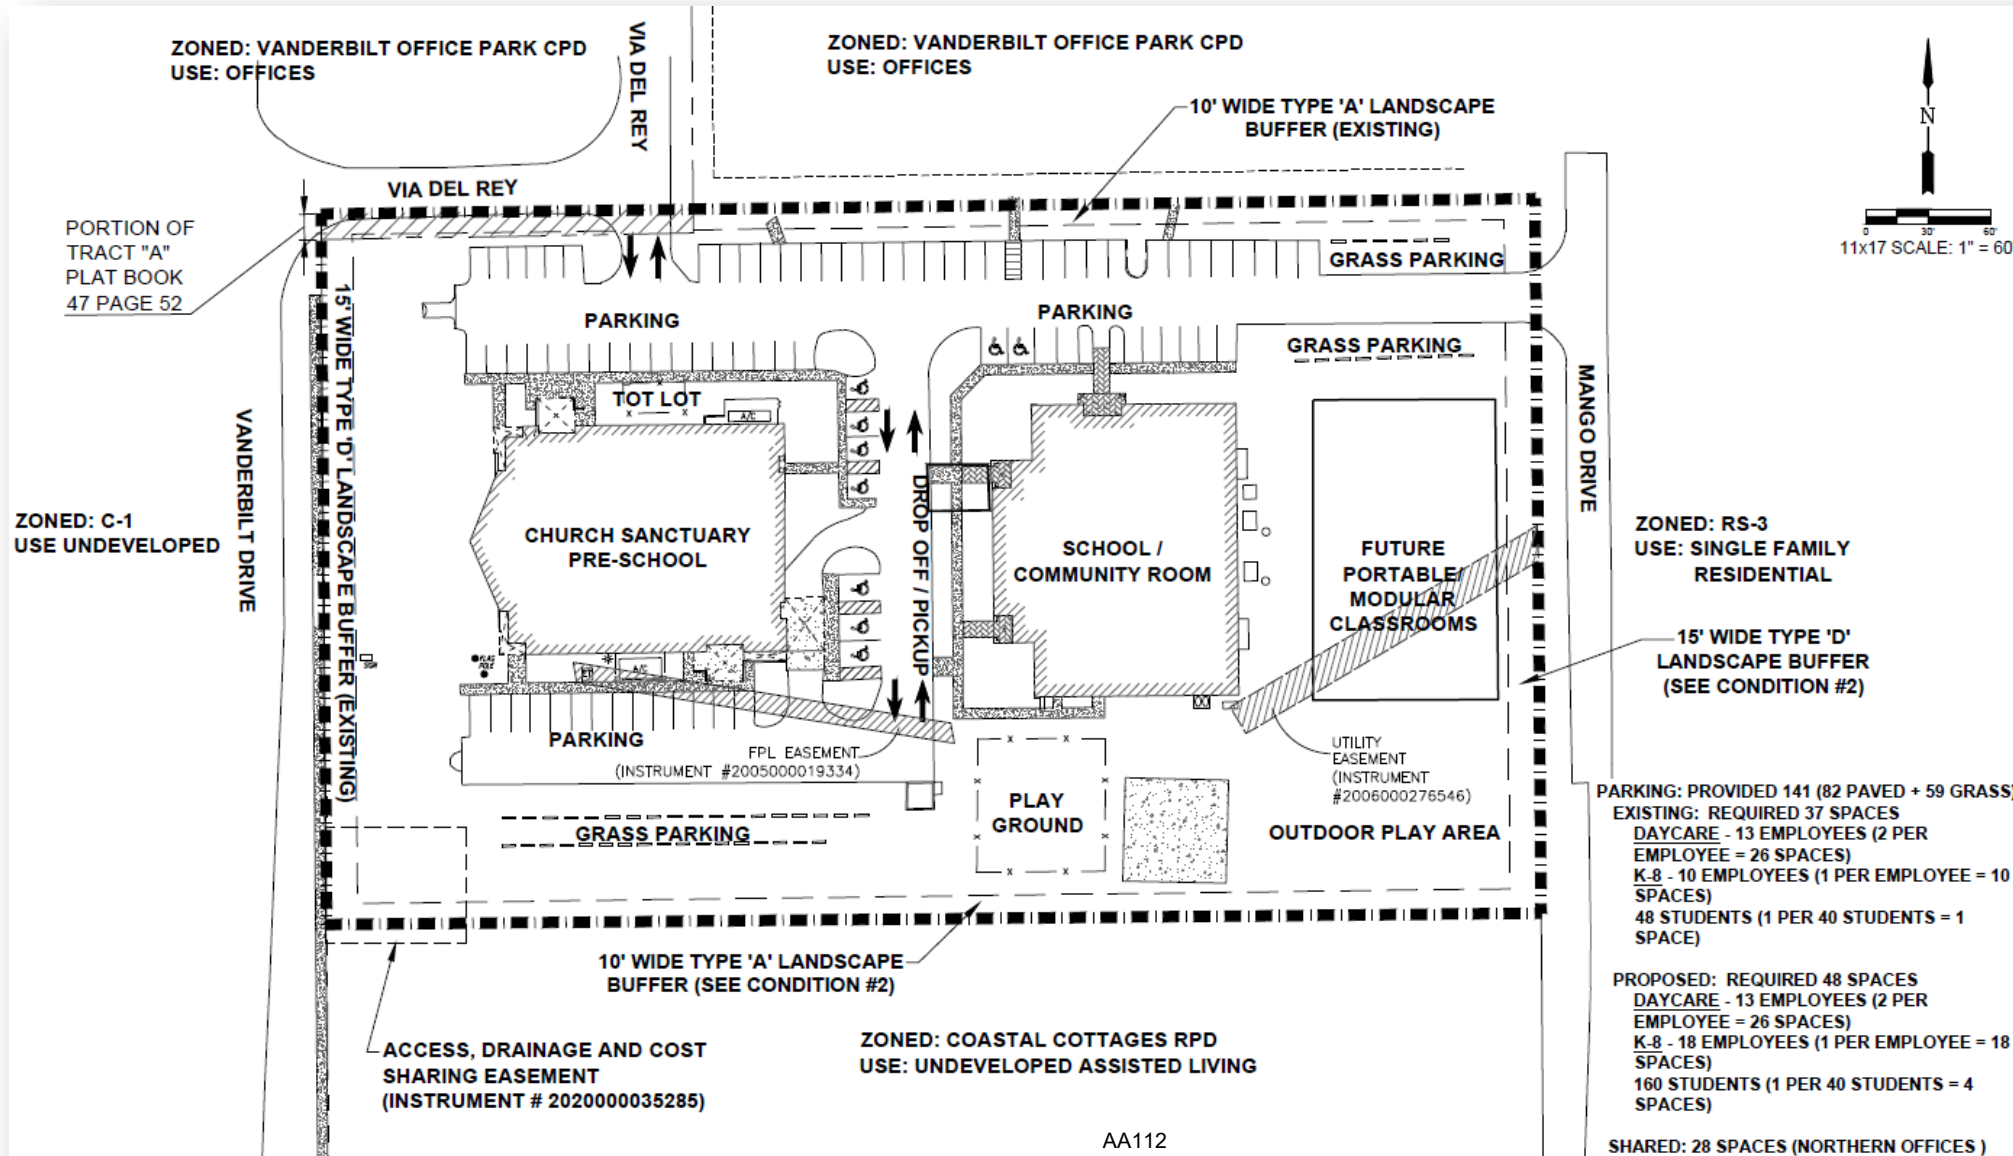 ZONED: VANDERBILT OFFICE PARK CPD
USE: OFFICES
VIA DEL REY
ZONED: VANDERBILT OFFICE PARK CPD
USE: OFFICES
10' WIDE TYPE 'A' LANDSCAPE
BUFFER (EXISTING)
N
0 30' 60'
11x17 SCALE: 1" = 60'
VIA DEL REY
PORTION OF
TRACT "A"
PLAT BOOK
47 PAGE 52
GRASS PARKING
PARKING
PARKING
GRASS PARKING
15' WIDE TYPE 'D' LANDSCAPE BUFFER (EXISTING)
TOT LOT
A/C
VANDERBILT DRIVE
MANGO DRIVE
ZONED: C-1
USE UNDEVELOPED
CHURCH SANCTUARY
PRE-SCHOOL
DROP OFF / PICKUP
SCHOOL /
COMMUNITY ROOM
FUTURE
PORTABLE/
MODULAR
CLASSROOMS
ZONED: RS-3
USE: SINGLE FAMILY
RESIDENTIAL
15' WIDE TYPE 'D'
LANDSCAPE BUFFER
(SEE CONDITION #2)
FLAG
POLE
A/C
PARKING
FPL EASEMENT
(INSTRUMENT #2005000019334)
UTILITY
EASEMENT
(INSTRUMENT
#2006000276546)
PLAY
GROUND
GRASS PARKING
OUTDOOR PLAY AREA
PARKING: PROVIDED 141 (82 PAVED + 59 GRASS)
EXISTING: REQUIRED 37 SPACES
DAYCARE - 13 EMPLOYEES (2 PER
EMPLOYEE = 26 SPACES)
K-8 - 10 EMPLOYEES (1 PER EMPLOYEE = 10
SPACES)
48 STUDENTS (1 PER 40 STUDENTS = 1
SPACE)
PROPOSED: REQUIRED 48 SPACES
DAYCARE - 13 EMPLOYEES (2 PER
EMPLOYEE = 26 SPACES)
K-8 - 18 EMPLOYEES (1 PER EMPLOYEE = 18
SPACES)
160 STUDENTS (1 PER 40 STUDENTS = 4
SPACES)
SHARED: 28 SPACES (NORTHERN OFFICES )
10' WIDE TYPE 'A' LANDSCAPE
BUFFER (SEE CONDITION #2)
ACCESS, DRAINAGE AND COST
SHARING EASEMENT
(INSTRUMENT # 2020000035285)
ZONED: COASTAL COTTAGES RPD
USE: UNDEVELOPED ASSISTED LIVING
AA112